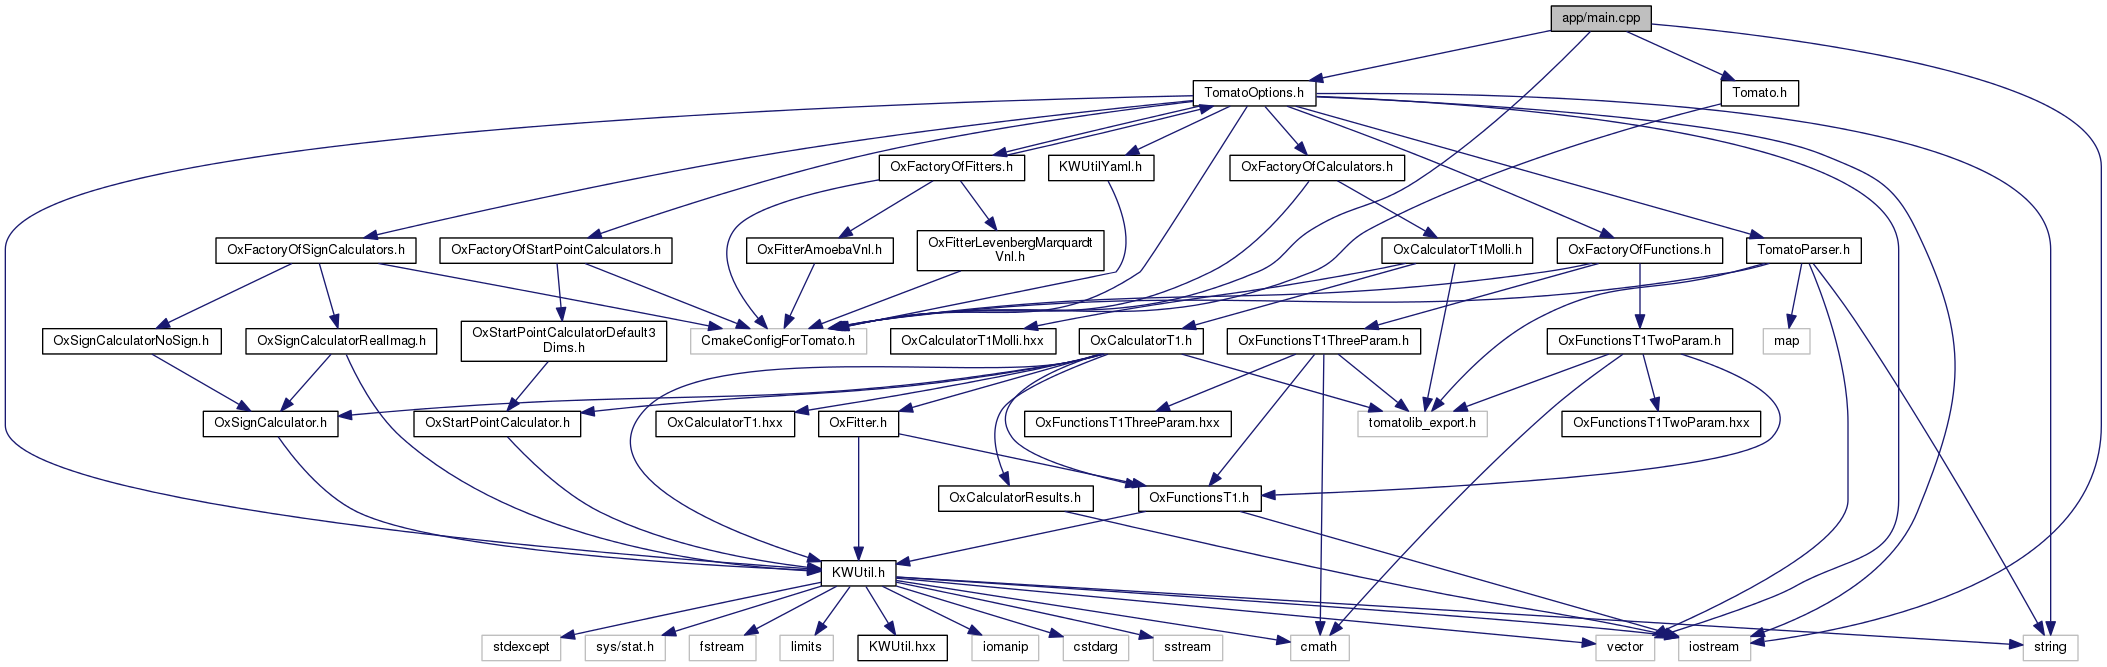 app/main.cpp
TomatoOptions.h
Tomato.h
OxFactoryOfFitters.h
KWUtilYaml.h
OxFactoryOfCalculators.h
OxFactoryOfSignCalculators.h
OxFactoryOfStartPointCalculators.h
OxFitterAmoebaVnl.h
OxFitterLevenbergMarquardt
Vnl.h
OxCalculatorT1Molli.h
OxFactoryOfFunctions.h
TomatoParser.h
OxSignCalculatorNoSign.h
OxSignCalculatorRealImag.h
OxStartPointCalculatorDefault3
Dims.h
CmakeConfigForTomato.h
OxCalculatorT1Molli.hxx
OxCalculatorT1.h
OxFunctionsT1ThreeParam.h
OxFunctionsT1TwoParam.h
map
OxSignCalculator.h
OxStartPointCalculator.h
OxCalculatorT1.hxx
OxFitter.h
OxFunctionsT1ThreeParam.hxx
tomatolib_export.h
OxFunctionsT1TwoParam.hxx
OxCalculatorResults.h
OxFunctionsT1.h
KWUtil.h
stdexcept
sys/stat.h
fstream
limits
KWUtil.hxx
iomanip
cstdarg
sstream
cmath
vector
iostream
string